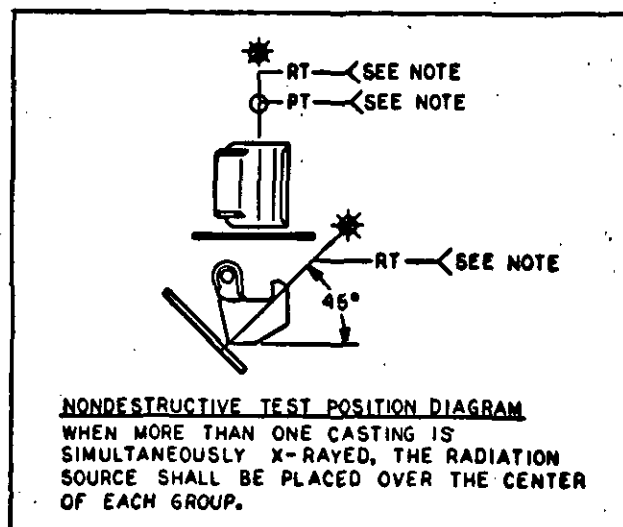 RT SEE NOTE
PT SEE NOTE
RT SEE NOTE
45°
NONDESTRUCTIVE TEST POSITION DIAGRAM
WHEN MORE THAN ONE CASTING IS
SIMULTANEOUSLY X-RAYED, THE RADIATION
SOURCE SHALL BE PLACED OVER THE CENTER
OF EACH GROUP.